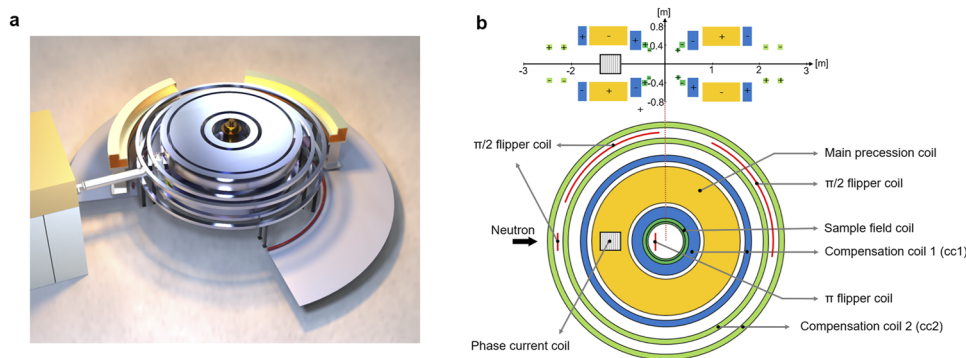 a
b
[m]
0.8
0.4
-0.4
-0.8
-3
-2
-1
1
2
3
[m]
+
-
+
+
-
+
+
-
-
+
-
+
+
+
-
+
-
+
-
-
+
π/2 flipper coil
Main precession coil
π/2 flipper coil
Neutron
Sample field coil
Compensation coil 1 (cc1)
π flipper coil
Compensation coil 2 (cc2)
Phase current coil